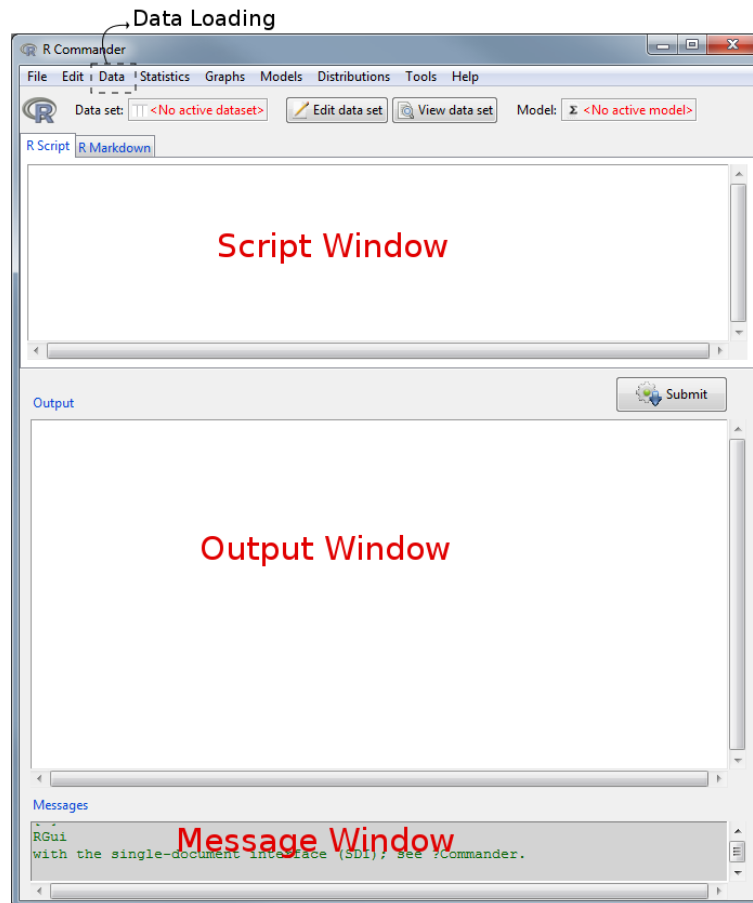 Data Loading
R Commander
File Edit Data Statistics Graphs Models Distributions Tools Help
R Data set: <No active dataset> Edit data set View data set Model: Σ <No active model>
R Script R Markdown
Script Window
Submit
Output
Output Window
Messages
RGui
Message Window
with the single-document interface (SDI); see ?Commander.